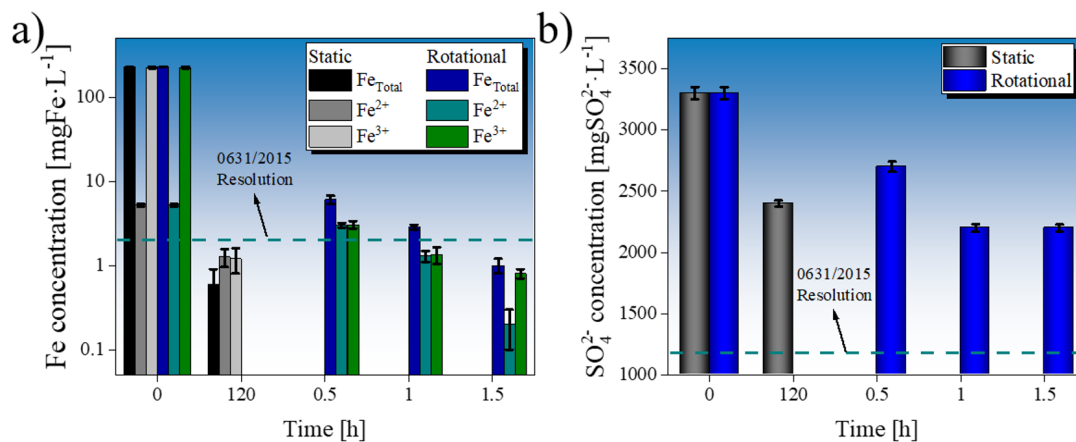 a)
Fe concentration [mgFe·L⁻¹]
100
10
1
0.1
Static Rotational
Fe_Total Fe_Total
Fe²⁺ Fe²⁺
Fe³⁺ Fe³⁺
0631/2015
Resolution
0 120 0.5 1 1.5
Time [h]
b)
SO₄²⁻ concentration [mgSO₄²⁻·L⁻¹]
3500
3000
2500
2000
1500
1000
Static
Rotational
0631/2015
Resolution
0 120 0.5 1 1.5
Time [h]